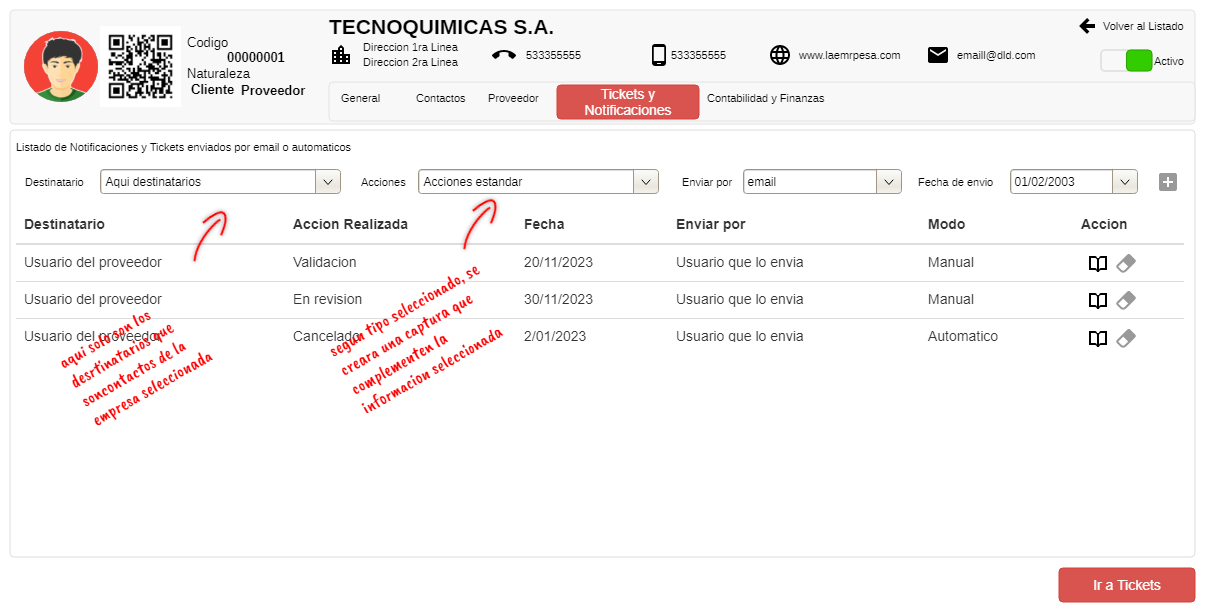 TECNOQUIMICAS S.A.
Volver al Listado
Codigo
00000001
Naturaleza
Cliente Proveedor
Direccion 1ra Linea
Direccion 2ra Linea
533355555
533355555
www.laemrpesa.com
emaill@dld.com
Activo
General
Contactos
Proveedor
Tickets y
Notificaciones
Contabilidad y Finanzas
Listado de Notificaciones y Tickets enviados por email o automaticos
Destinatario Aqui destinatarios Acciones Acciones estandar Enviar por email Fecha de envio 01/02/2003
Destinatario Accion Realizada Fecha Enviar por Modo Accion
Usuario del proveedor Validacion 20/11/2023 Usuario que lo envia Manual
Usuario del proveedor En revision 30/11/2023 Usuario que lo envia Manual
Usuario del proveedor Cancelado 2/01/2023 Usuario que lo envia Automatico
aqui solo son los
desrtinatarios que
soncontactos de la
empresa seleccionada
segun tipo seleccionado, se
creara una captura que
complementen la
informacion seleccionada
Ir a Tickets